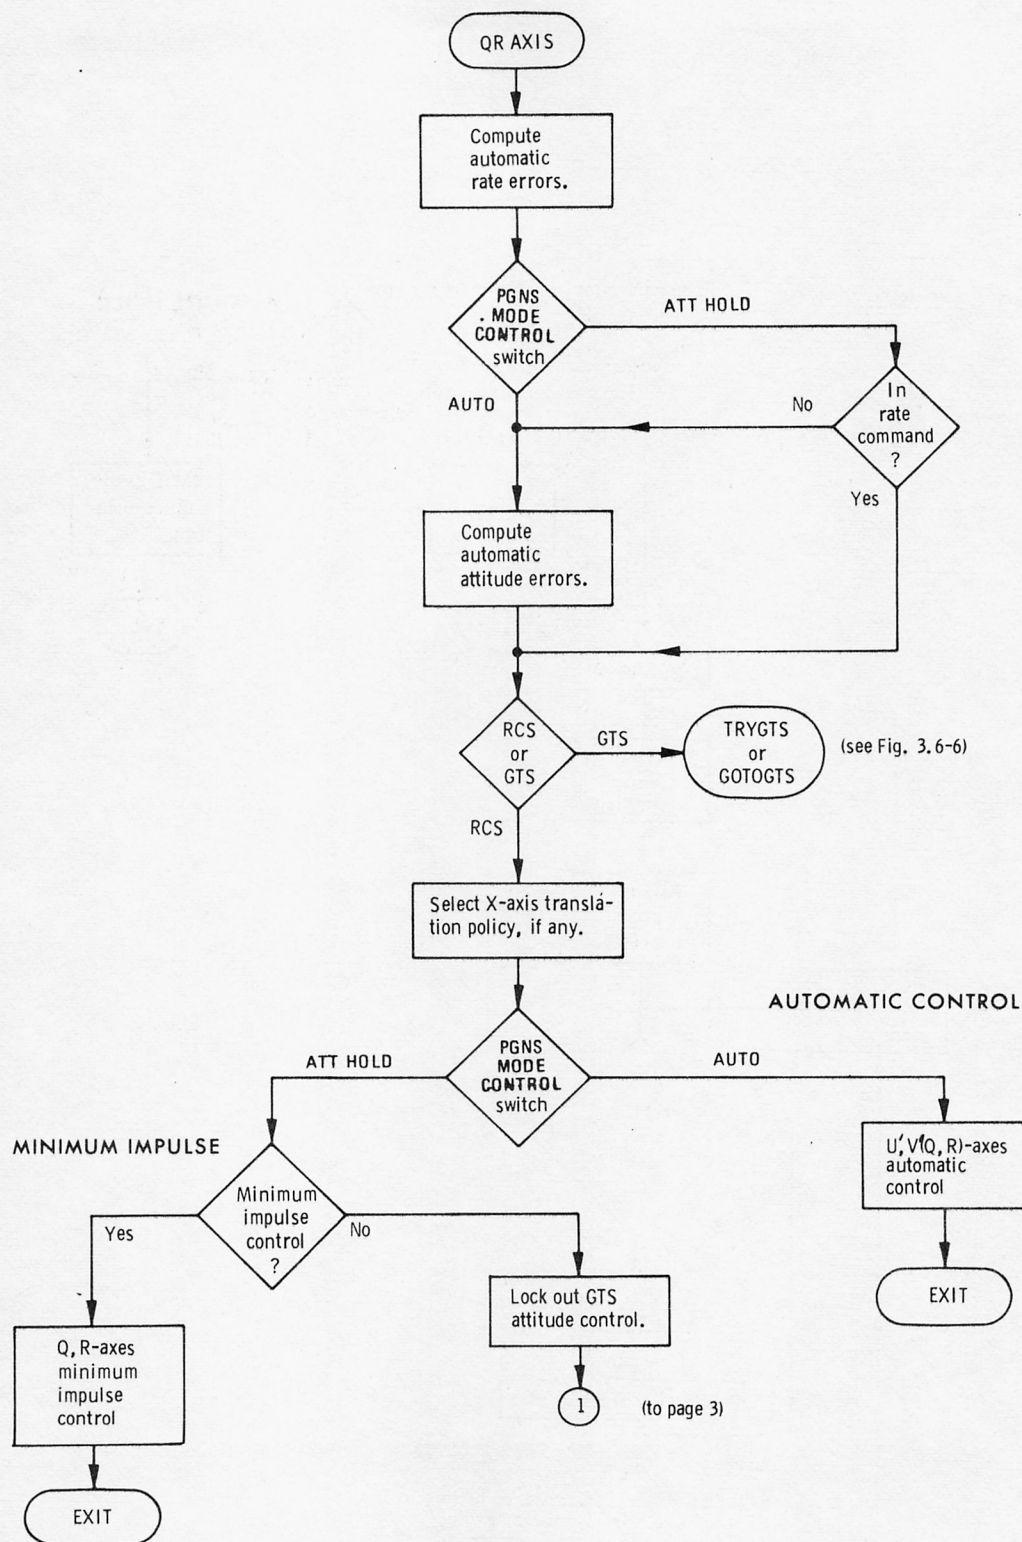 QR AXIS
Compute
automatic
rate errors.
PGNS
MODE
CONTROL
switch
ATT HOLD
AUTO
In
rate
command
?
No
Yes
Compute
automatic
attitude errors.
RCS
or
GTS
GTS
TRYGTS
or
GOTOGTS
(see Fig. 3.6-6)
RCS
Select X-axis transla-
tion policy, if any.
AUTOMATIC CONTROL
PGNS
MODE
CONTROL
switch
ATT HOLD
AUTO
MINIMUM IMPULSE
Minimum
impulse
control
?
Yes
No
U',V'(Q, R)-axes
automatic
control
EXIT
Lock out GTS
attitude control.
1
(to page 3)
Q, R-axes
minimum
impulse
control
EXIT